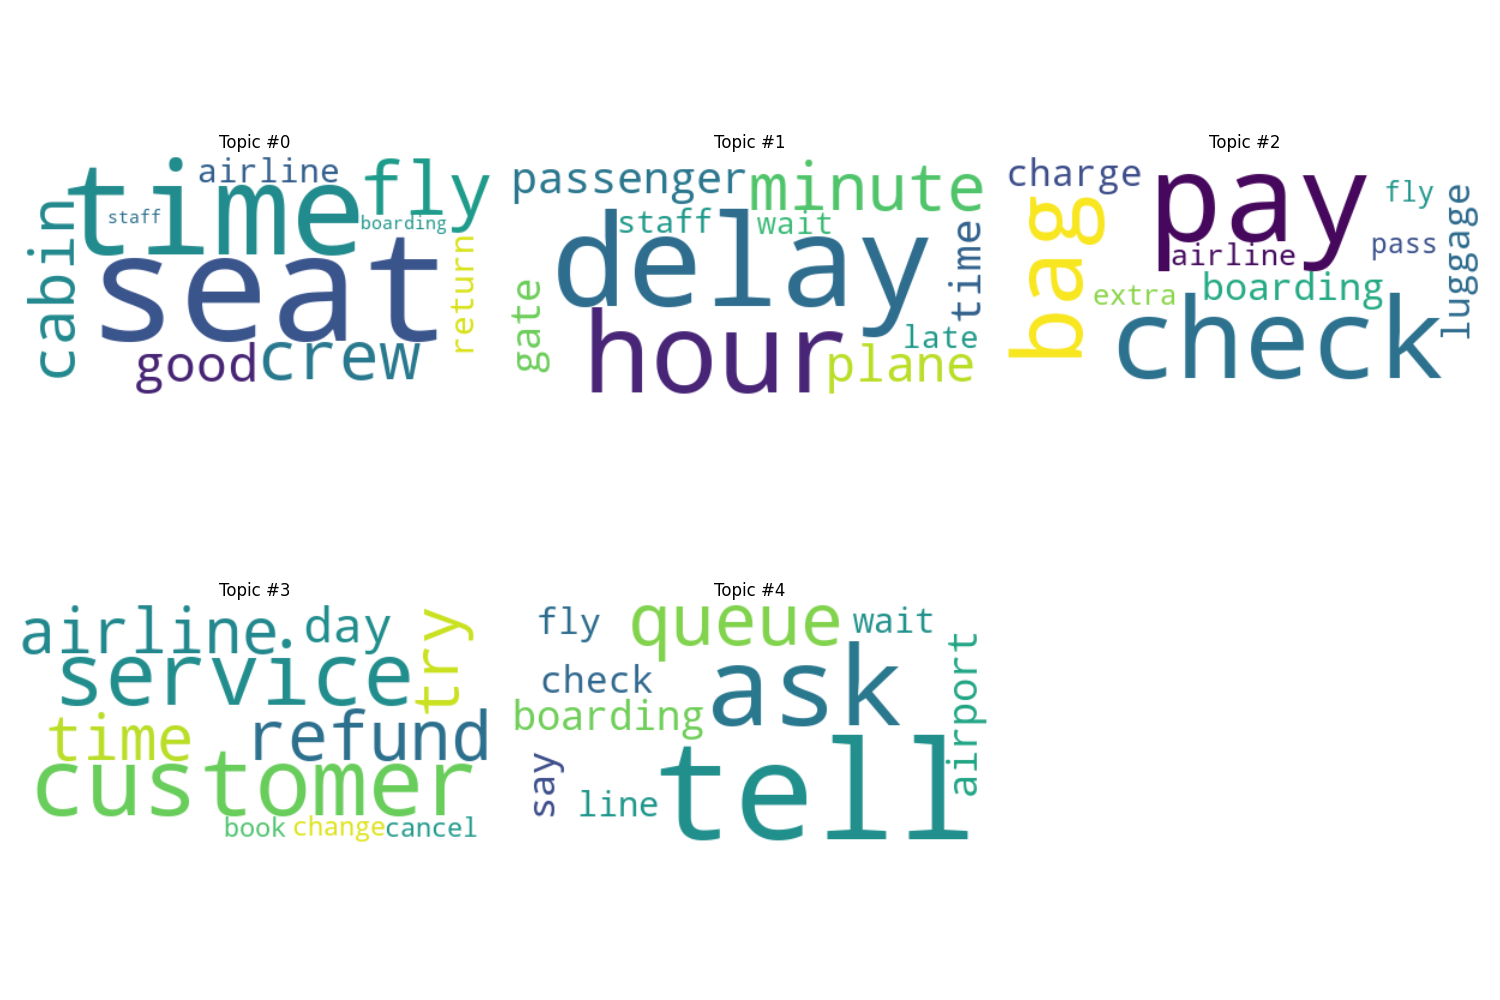 Topic #0
airline
time
fly
staff
boarding
cabin
seat
return
good
crew
Topic #1
passenger
minute
staff
wait
delay
time
gate
hour
late
plane
Topic #2
charge
pay
fly
bag
pass
airline
luggage
extra
boarding
check
Topic #3
airline
day
try
service
time
refund
customer
book
change
cancel
Topic #4
fly
queue
wait
ask
check
boarding
airport
say
line
tell